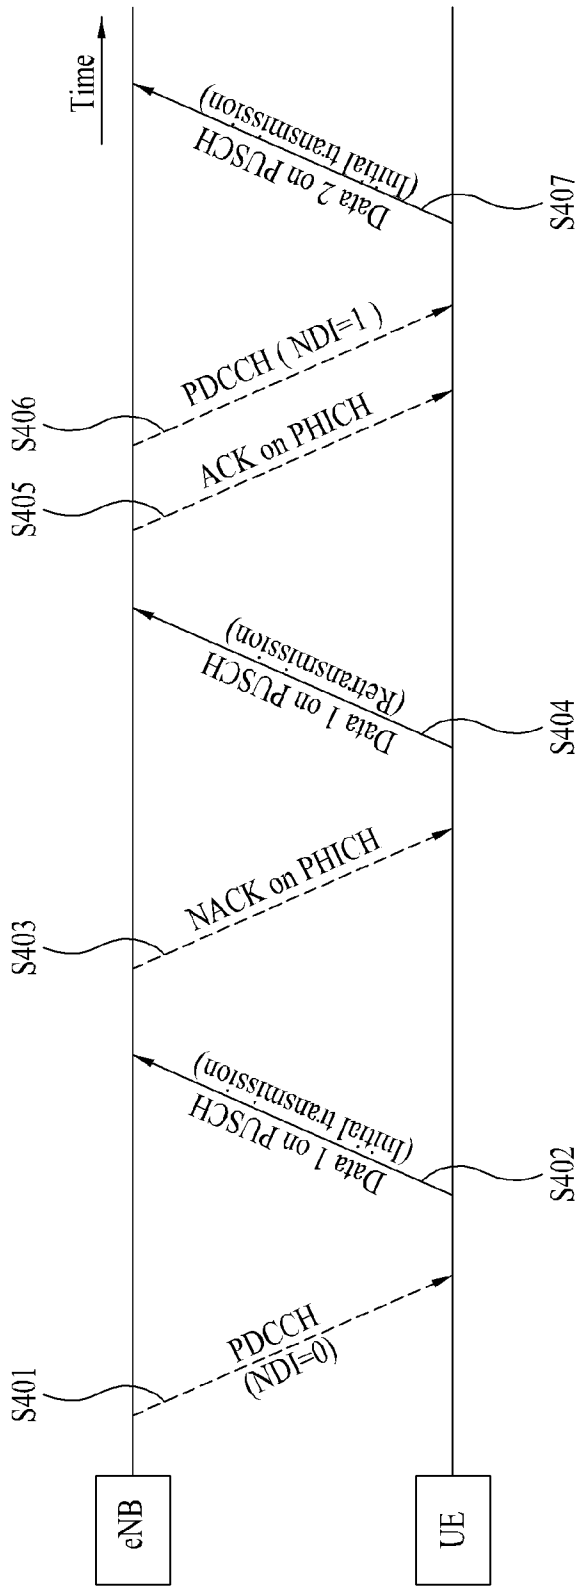 Time
eNB
UE
S401
PDCCH
(NDI=0)
S402
Data 1 on PUSCH
(Initial transmission)
S403
NACK on PHICH
S404
Data 1 on PUSCH
(Retransmission)
S405
ACK on PHICH
S406
PDCCH ( NDI=1 )
S407
Data 2 on PUSCH
(Initial transmission)